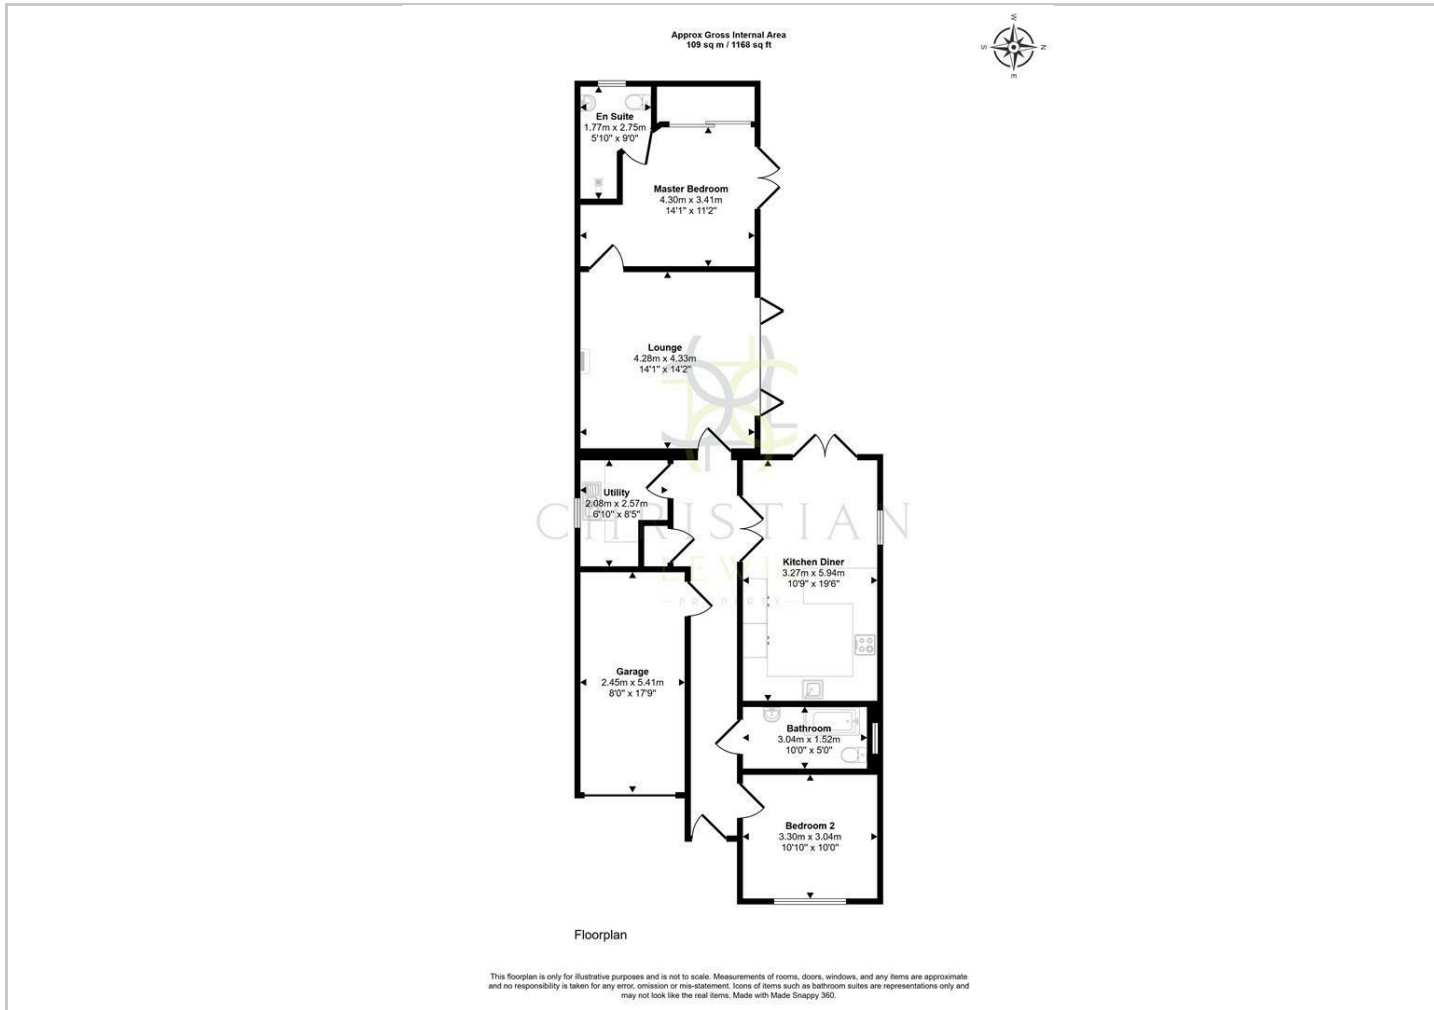 Approx Gross Internal Area
109 sq m / 1168 sq ft
W
S
N
E
En Suite
1.77m x 2.75m
5'10" x 9'0"
Master Bedroom
4.30m x 3.41m
14'1" x 11'2"
Lounge
4.28m x 4.33m
14'1" x 14'2"
Utility
2.08m x 2.57m
6'10" x 8'5"
CHRISTIAN
LEWIS
PROPERTY
Kitchen Diner
3.27m x 5.94m
10'9" x 19'6"
Garage
2.45m x 5.41m
8'0" x 17'9"
Bathroom
3.04m x 1.52m
10'0" x 5'0"
Bedroom 2
3.30m x 3.04m
10'10" x 10'0"
Floorplan
This floorplan is only for illustrative purposes and is not to scale. Measurements of rooms, doors, windows, and any items are approximate
and no responsibility is taken for any error, omission or mis-statement. Icons of items such as bathroom suites are representations only and
may not look like the real items. Made with Made Snappy 360.